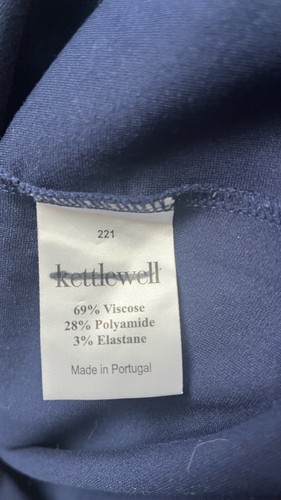 221
kettlewell
69% Viscose
28% Polyamide
3% Elastane
Made in Portugal